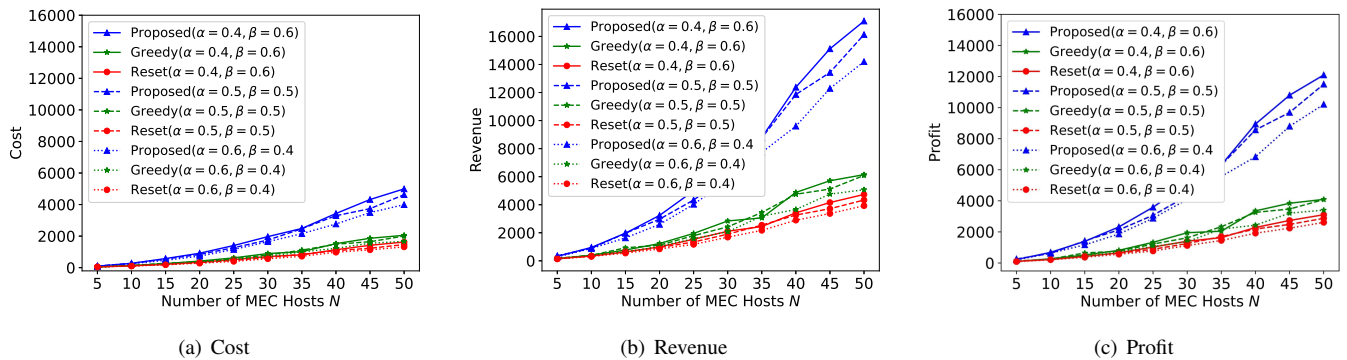 16000
14000
12000
10000
8000
6000
4000
2000
0
Cost
Proposed(α = 0.4, β = 0.6)
Greedy(α = 0.4, β = 0.6)
Reset(α = 0.4, β = 0.6)
Proposed(α = 0.5, β = 0.5)
Greedy(α = 0.5, β = 0.5)
Reset(α = 0.5, β = 0.5)
Proposed(α = 0.6, β = 0.4
Greedy(α = 0.6, β = 0.4)
Reset(α = 0.6, β = 0.4)
5 10 15 20 25 30 35 40 45 50
Number of MEC Hosts N
(a) Cost
16000
14000
12000
10000
8000
6000
4000
2000
0
Revenue
Proposed(α = 0.4, β = 0.6)
Greedy(α = 0.4, β = 0.6)
Reset(α = 0.4, β = 0.6)
Proposed(α = 0.5, β = 0.5)
Greedy(α = 0.5, β = 0.5)
Reset(α = 0.5, β = 0.5)
Proposed(α = 0.6, β = 0.4
Greedy(α = 0.6, β = 0.4)
Reset(α = 0.6, β = 0.4)
5 10 15 20 25 30 35 40 45 50
Number of MEC Hosts N
(b) Revenue
16000
14000
12000
10000
8000
6000
4000
2000
0
Profit
Proposed(α = 0.4, β = 0.6)
Greedy(α = 0.4, β = 0.6)
Reset(α = 0.4, β = 0.6)
Proposed(α = 0.5, β = 0.5)
Greedy(α = 0.5, β = 0.5)
Reset(α = 0.5, β = 0.5)
Proposed(α = 0.6, β = 0.4
Greedy(α = 0.6, β = 0.4)
Reset(α = 0.6, β = 0.4)
5 10 15 20 25 30 35 40 45 50
Number of MEC Hosts N
(c) Profit